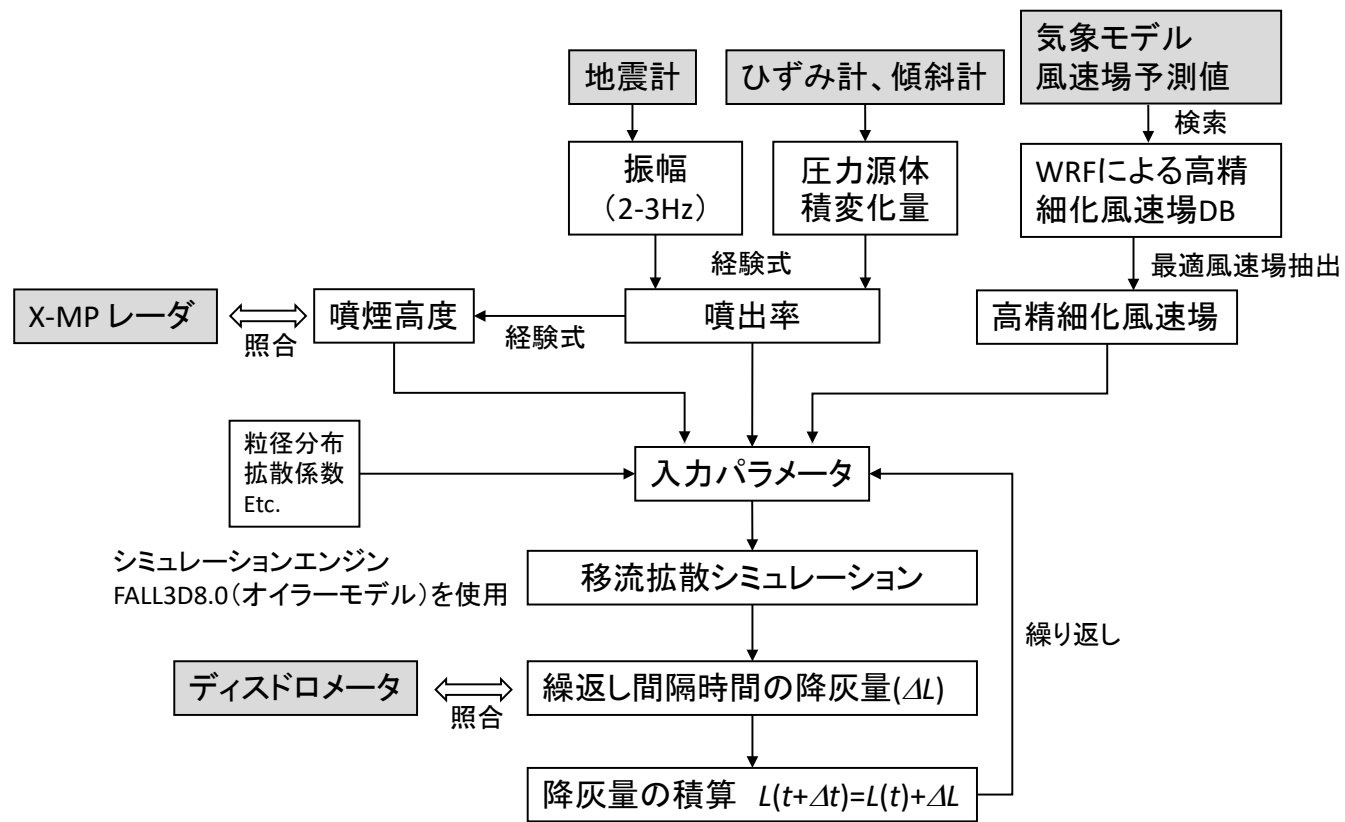 気象モデル
風速場予測値
地震計
ひずみ計、傾斜計
検索
振幅
（2-3Hz）
圧力源体
積変化量
WRFによる高精
細化風速場DB
経験式
最適風速場抽出
X-MP レーダ
照合
噴煙高度
経験式
噴出率
高精細化風速場
粒径分布
拡散係数
Etc.
入力パラメータ
シミュレーションエンジン
FALL3D8.0（オイラーモデル）を使用
移流拡散シミュレーション
繰り返し
ディスドロメータ
照合
繰返し間隔時間の降灰量(ΔL)
降灰量の積算 L(t+Δt)=L(t)+ΔL